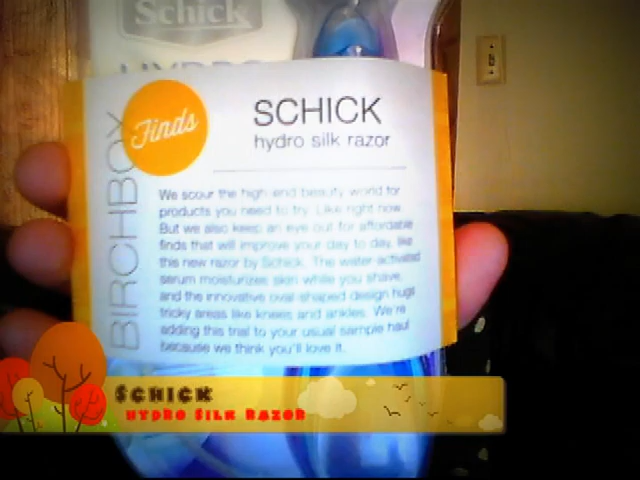 Schick
HYDRO
BIRCHBOX
Finds
SCHICK
hydro silk razor
We scour the high-end beauty world for
products you need to try. Like right now.
But we also keep an eye out for affordable
finds that will improve your day to day, like
this new razor by Schick. The water-activated
serum moisturizes skin while you shave,
and the innovative oval-shaped design hugs
tricky areas like knees and ankles. We're
adding this trial to your usual sample haul
because we think you'll love it.
SCHICK
HYDRO SILK RAZOR